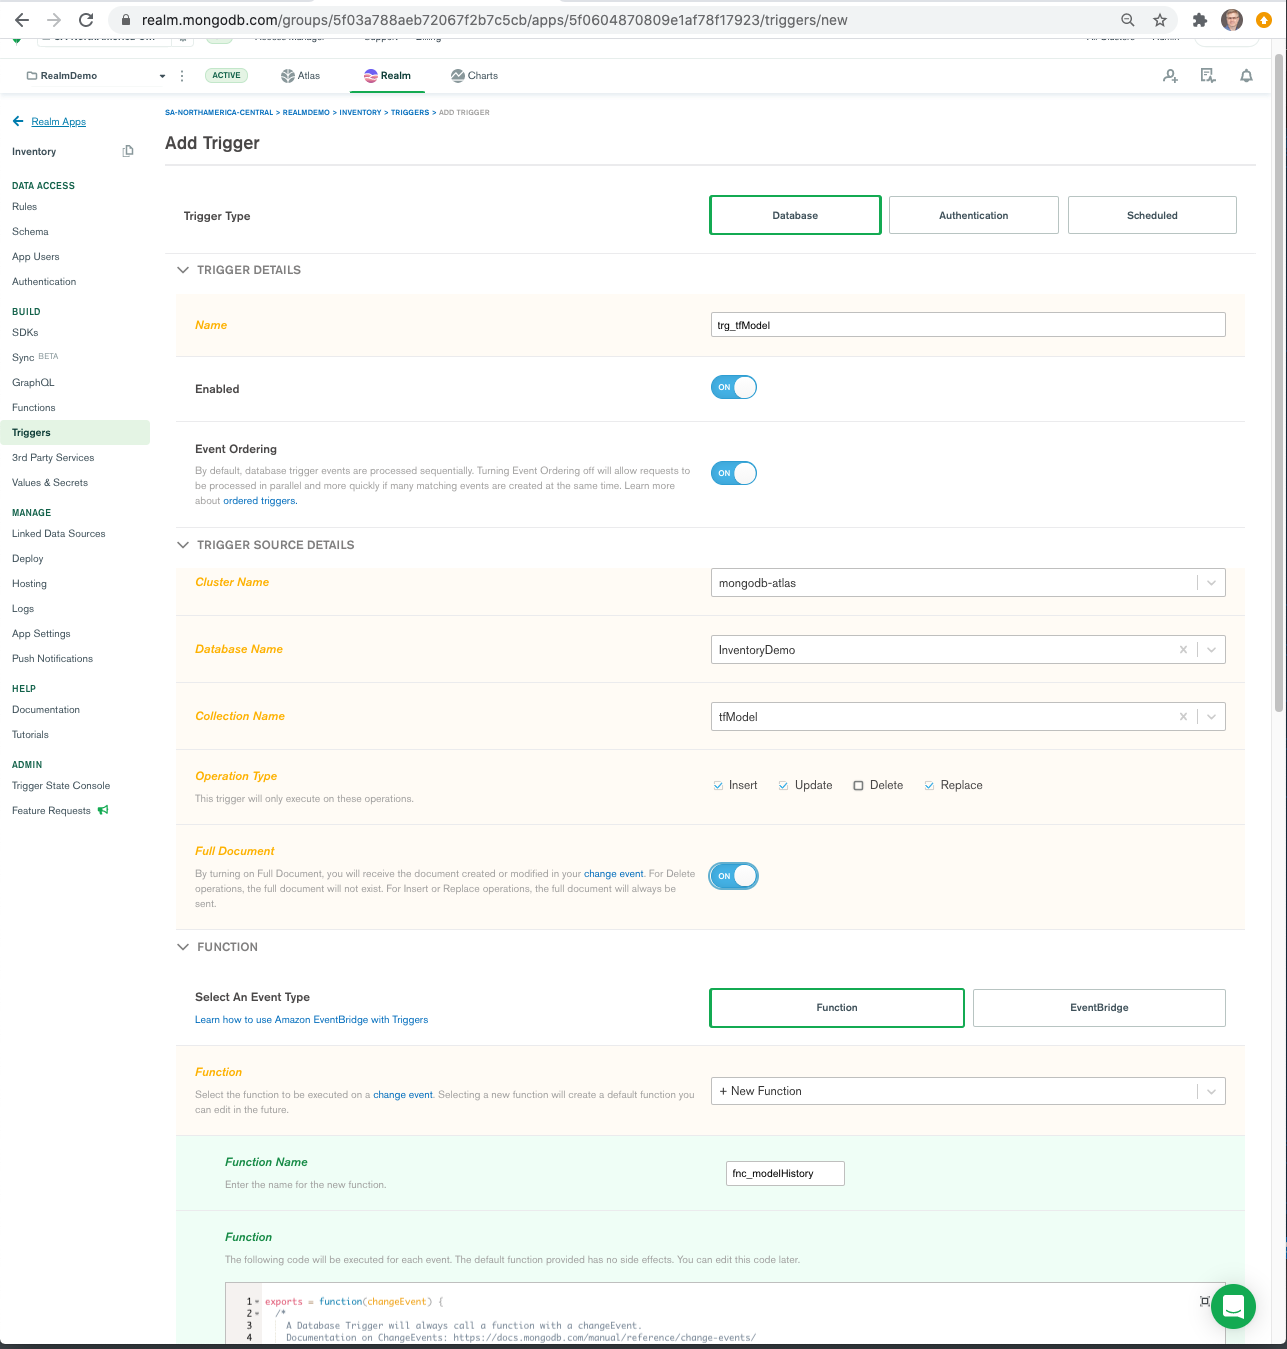 realm.mongodb.com/groups/5f03a788aeb72067f2b7c5cb/apps/5f0604870809e1af78f17923/triggers/new
RealmDemo
ACTIVE
Atlas
Realm
Charts
SA-NORTHAMERICA-CENTRAL > REALMDEMO > INVENTORY > TRIGGERS > ADD TRIGGER
Realm Apps
Add Trigger
Inventory
DATA ACCESS
Rules
Schema
App Users
Authentication
BUILD
SDKs
Sync BETA
GraphQL
Functions
Triggers
3rd Party Services
Values & Secrets
MANAGE
Linked Data Sources
Deploy
Hosting
Logs
App Settings
Push Notifications
HELP
Documentation
Tutorials
ADMIN
Trigger State Console
Feature Requests
Trigger Type
Database
Authentication
Scheduled
TRIGGER DETAILS
Name
trg_tfModel
Enabled
ON
Event Ordering
By default, database trigger events are processed sequentially. Turning Event Ordering off will allow requests to
be processed in parallel and more quickly if many matching events are created at the same time. Learn more
about ordered triggers.
ON
TRIGGER SOURCE DETAILS
Cluster Name
mongodb-atlas
Database Name
InventoryDemo
Collection Name
tfModel
Operation Type
This trigger will only execute on these operations.
Insert
Update
Delete
Replace
Full Document
By turning on Full Document, you will receive the document created or modified in your change event. For Delete
operations, the full document will not exist. For Insert or Replace operations, the full document will always be
sent.
ON
FUNCTION
Select An Event Type
Learn how to use Amazon EventBridge with Triggers
Function
EventBridge
Function
Select the function to be executed on a change event. Selecting a new function will create a default function you
can edit in the future.
+ New Function
Function Name
Enter the name for the new function.
fnc_modelHistory
Function
The following code will be executed for each event. The default function provided has no side effects. You can edit this code later.
1 exports = function(changeEvent) {
2 /*
3 A Database Trigger will always call a function with a changeEvent.
4 Documentation on ChangeEvents: https://docs.mongodb.com/manual/reference/change-events/